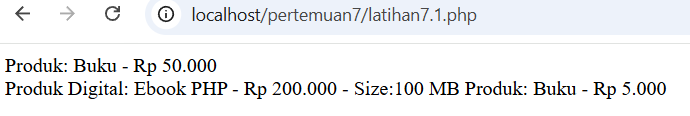 localhost/pertemuan7/latihan7.1.php
Produk: Buku - Rp 50.000
Produk Digital: Ebook PHP - Rp 200.000 - Size:100 MB Produk: Buku - Rp 5.000